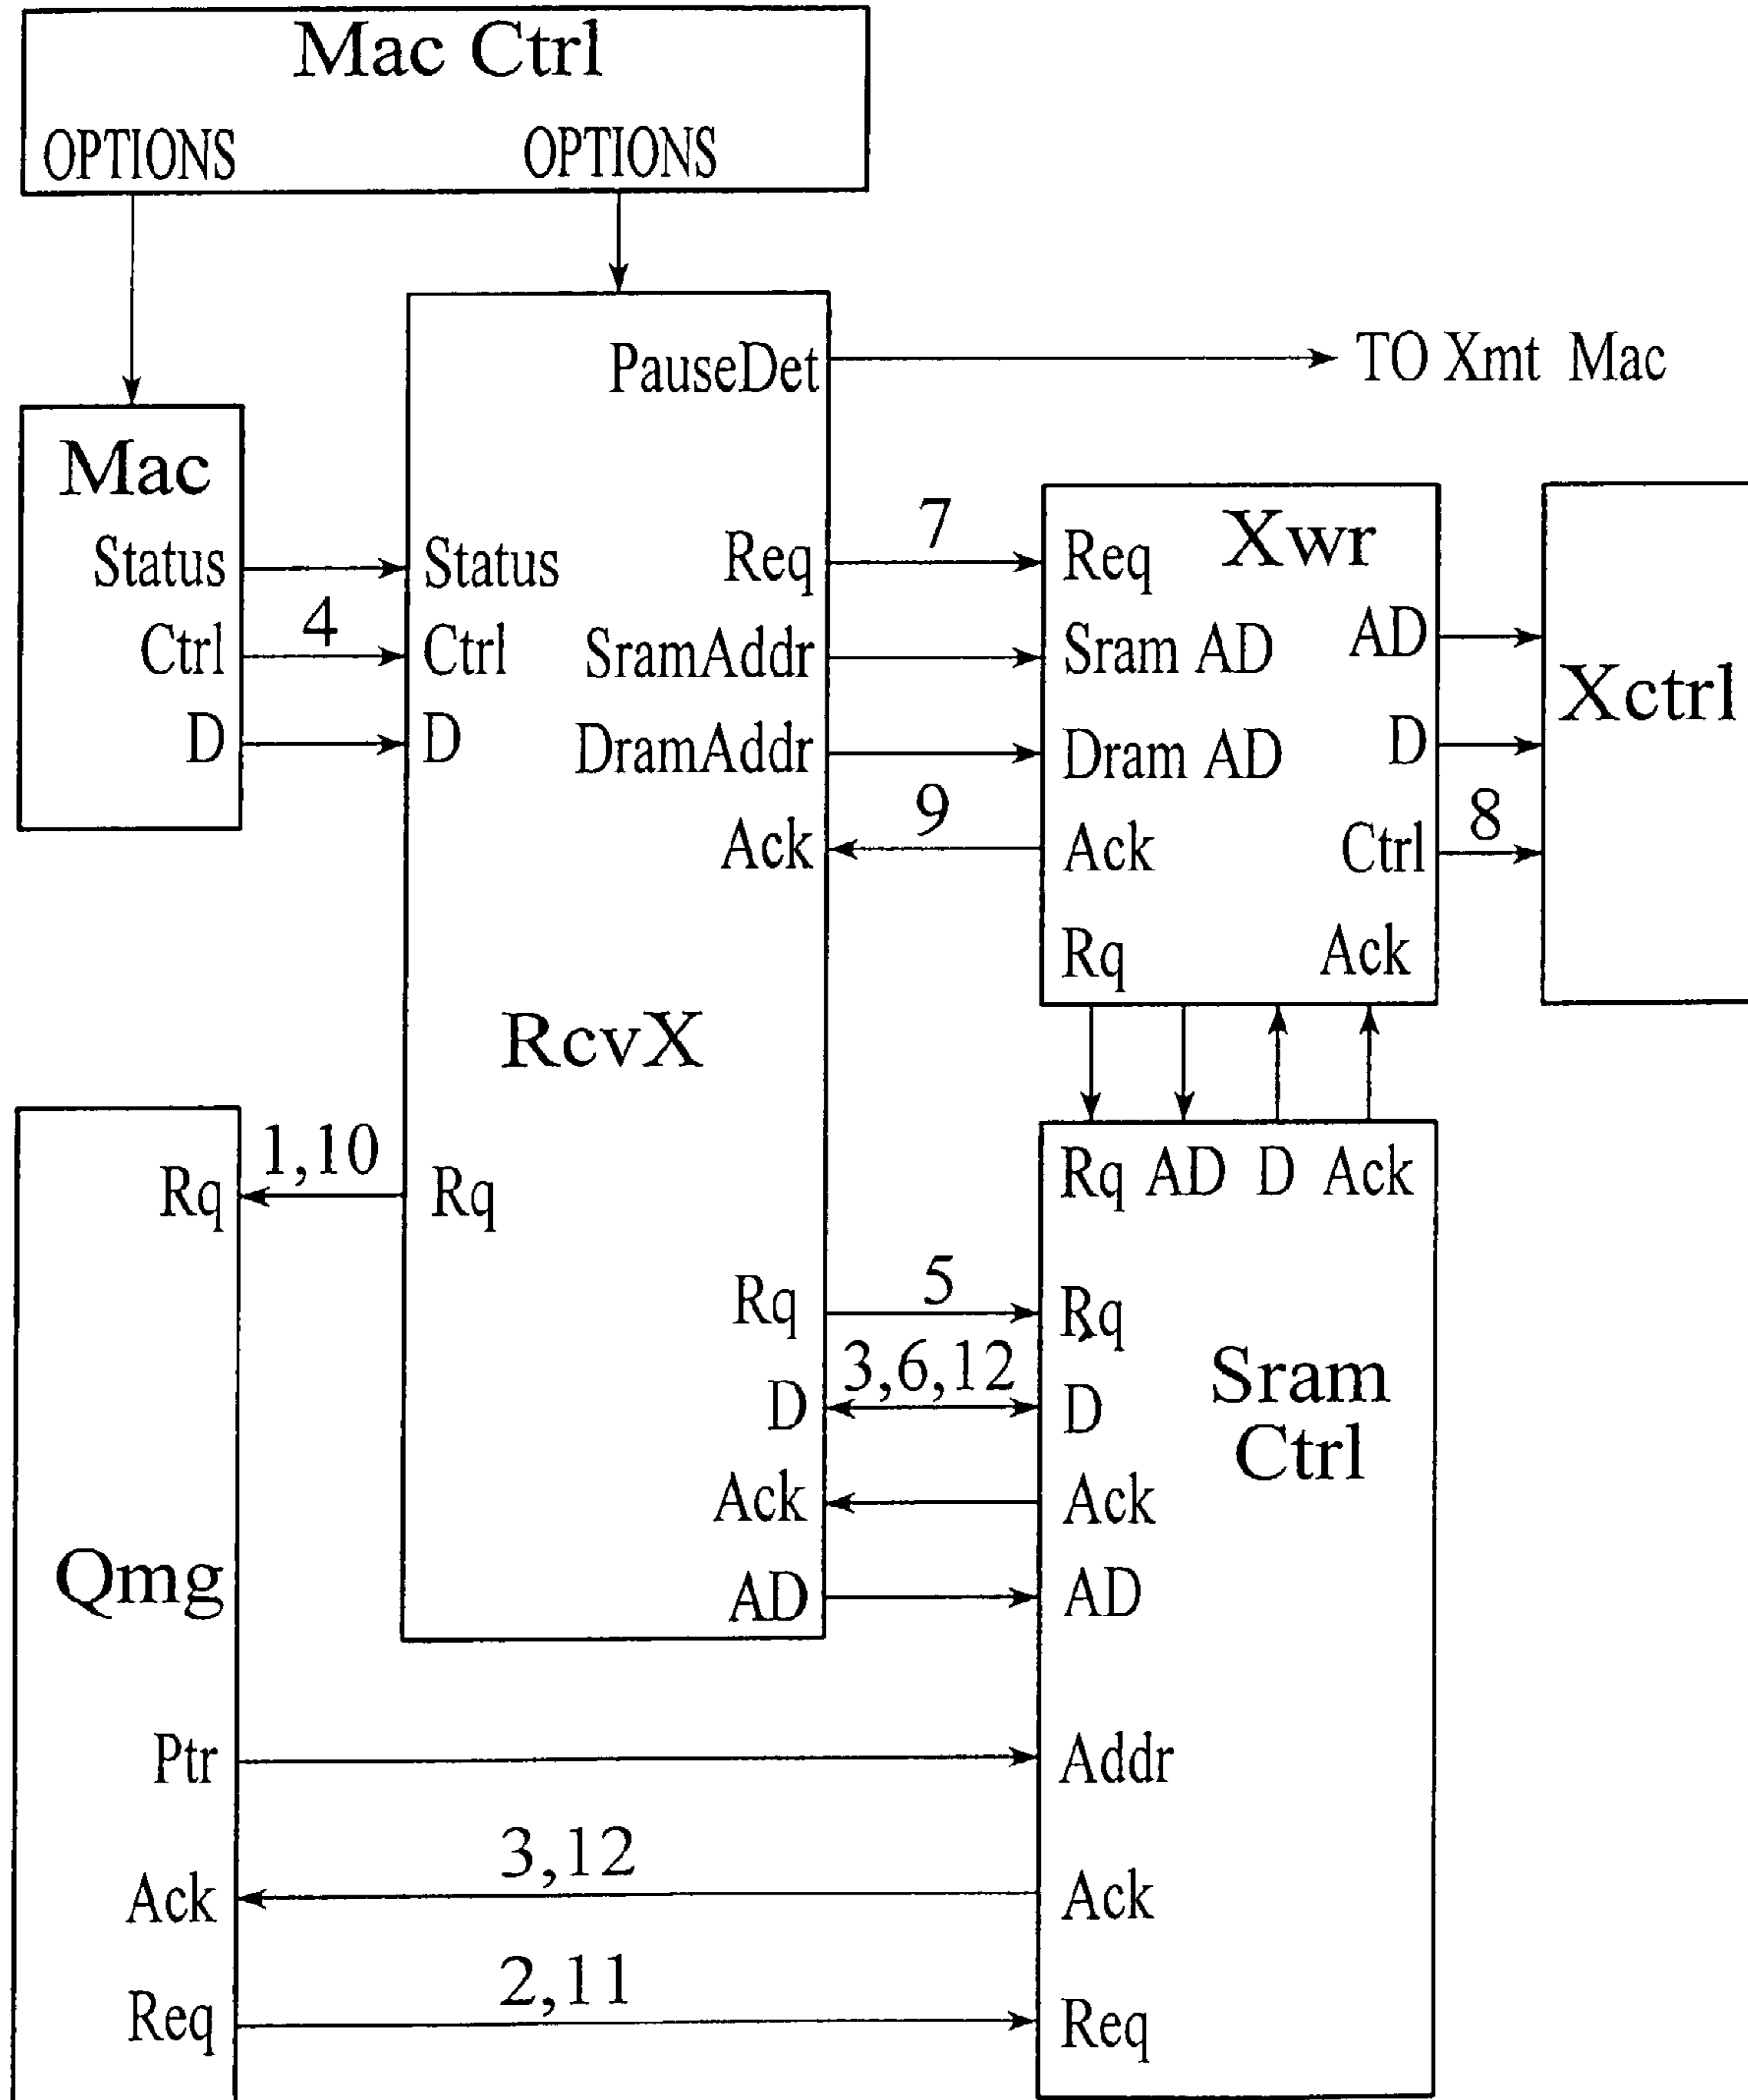 Mac Ctrl
OPTIONS OPTIONS
PauseDet TO Xmt Mac
Mac
Status Status
4
Ctrl Ctrl
D D
7
Req Req
SramAddr Sram AD
DramAddr Dram AD
9
Ack Ack
Rq Ack
Xwr
AD
D
8
Ctrl
Xctrl
RcvX
1,10
Rq Rq
Rq AD D Ack
5
Rq Rq
3,6,12
D D
Ack Ack
AD AD
Sram
Ctrl
Qmg
Ptr Addr
3,12
Ack Ack
2,11
Req Req